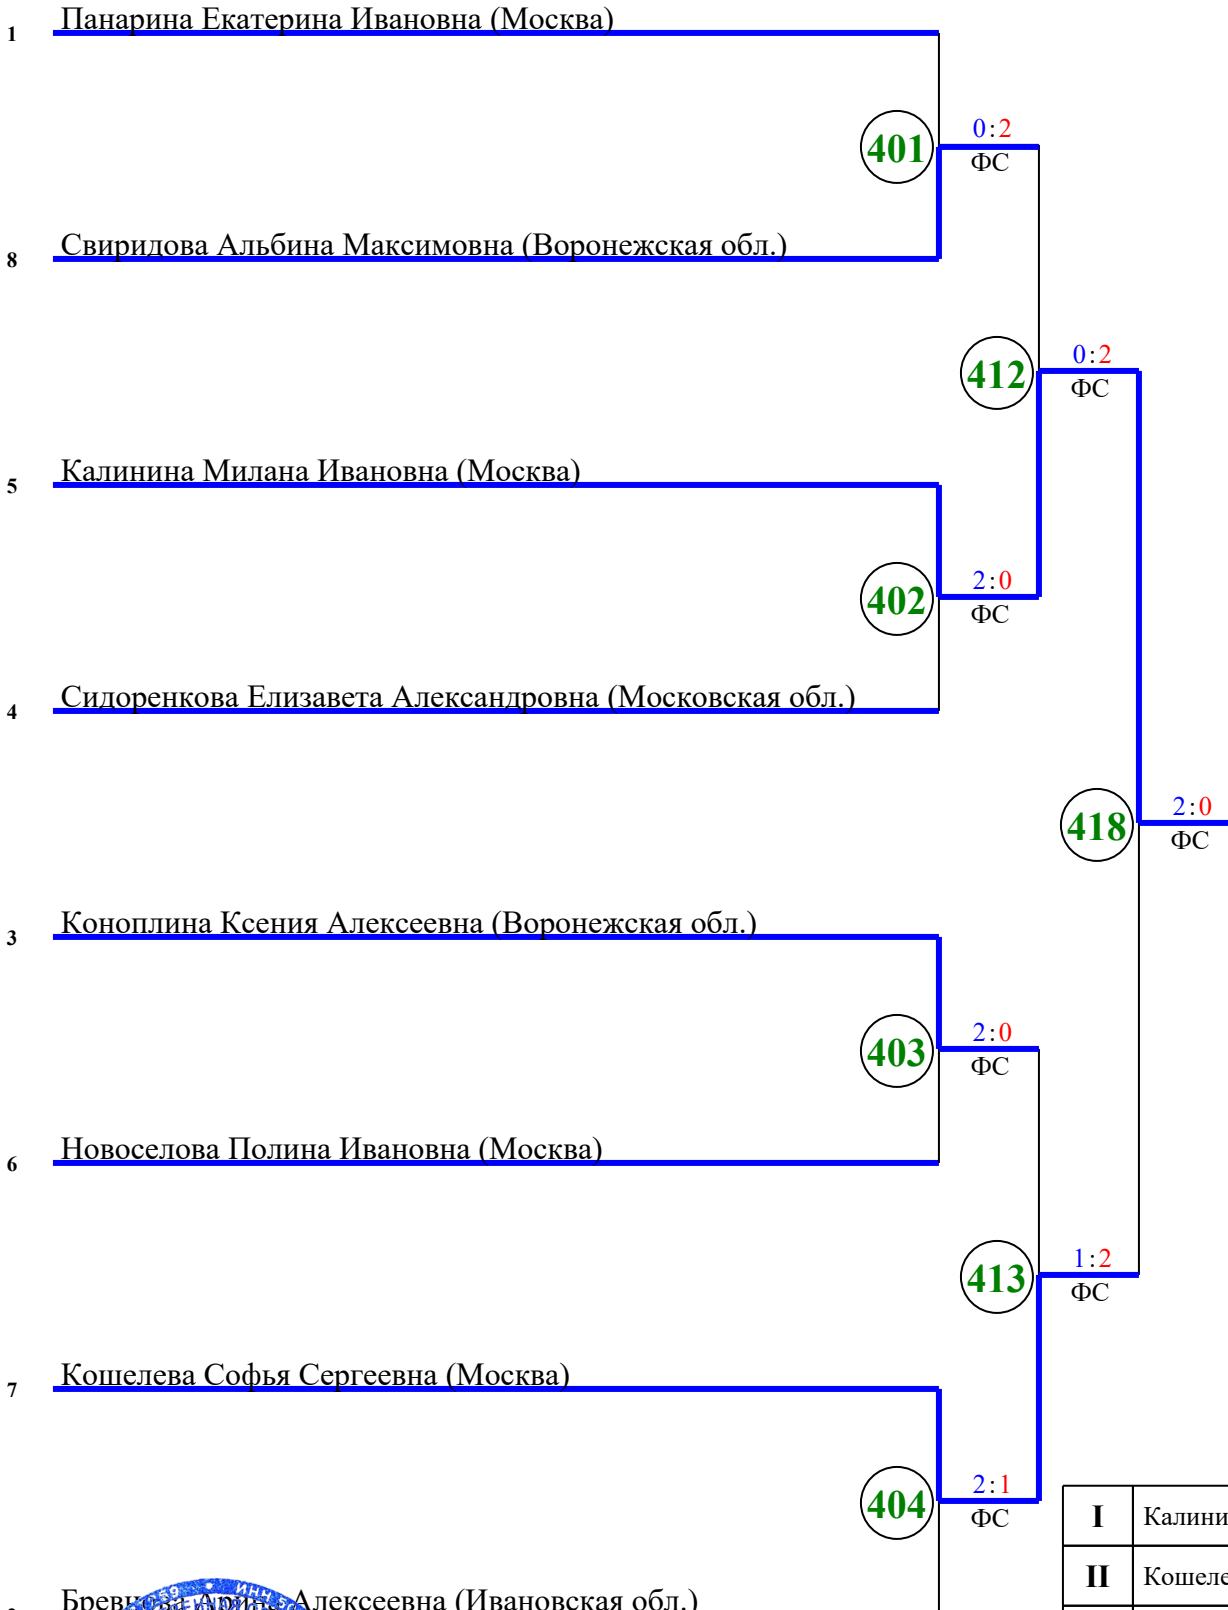 Панарина Екатерина Ивановна (Москва)
1
0:2
401
ФС
Свиридова Альбина Максимовна (Воронежская обл.)
8
0:2
412
ФС
Калинина Милана Ивановна (Москва)
5
2:0
402
ФС
Сидоренкова Елизавета Александровна (Московская обл.)
4
2:0
418
ФС
Коноплина Ксения Алексеевна (Воронежская обл.)
3
2:0
403
ФС
Новоселова Полина Ивановна (Москва)
6
1:2
413
ФС
Кошелева Софья Сергеевна (Москва)
7
2:1
404
ФС
I Калини
II Кошеле
Алексеевна (Ивановская обл.)
59 • ИНН 5